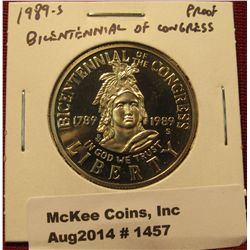 1989-S
PROOF
BICENTENNIAL OF CONGRESS
BICENTENNIAL OF THE CONGRESS
1789
1989
S
IN GOD WE TRUST
LIBERTY
McKee Coins, Inc
Aug2014 # 1457